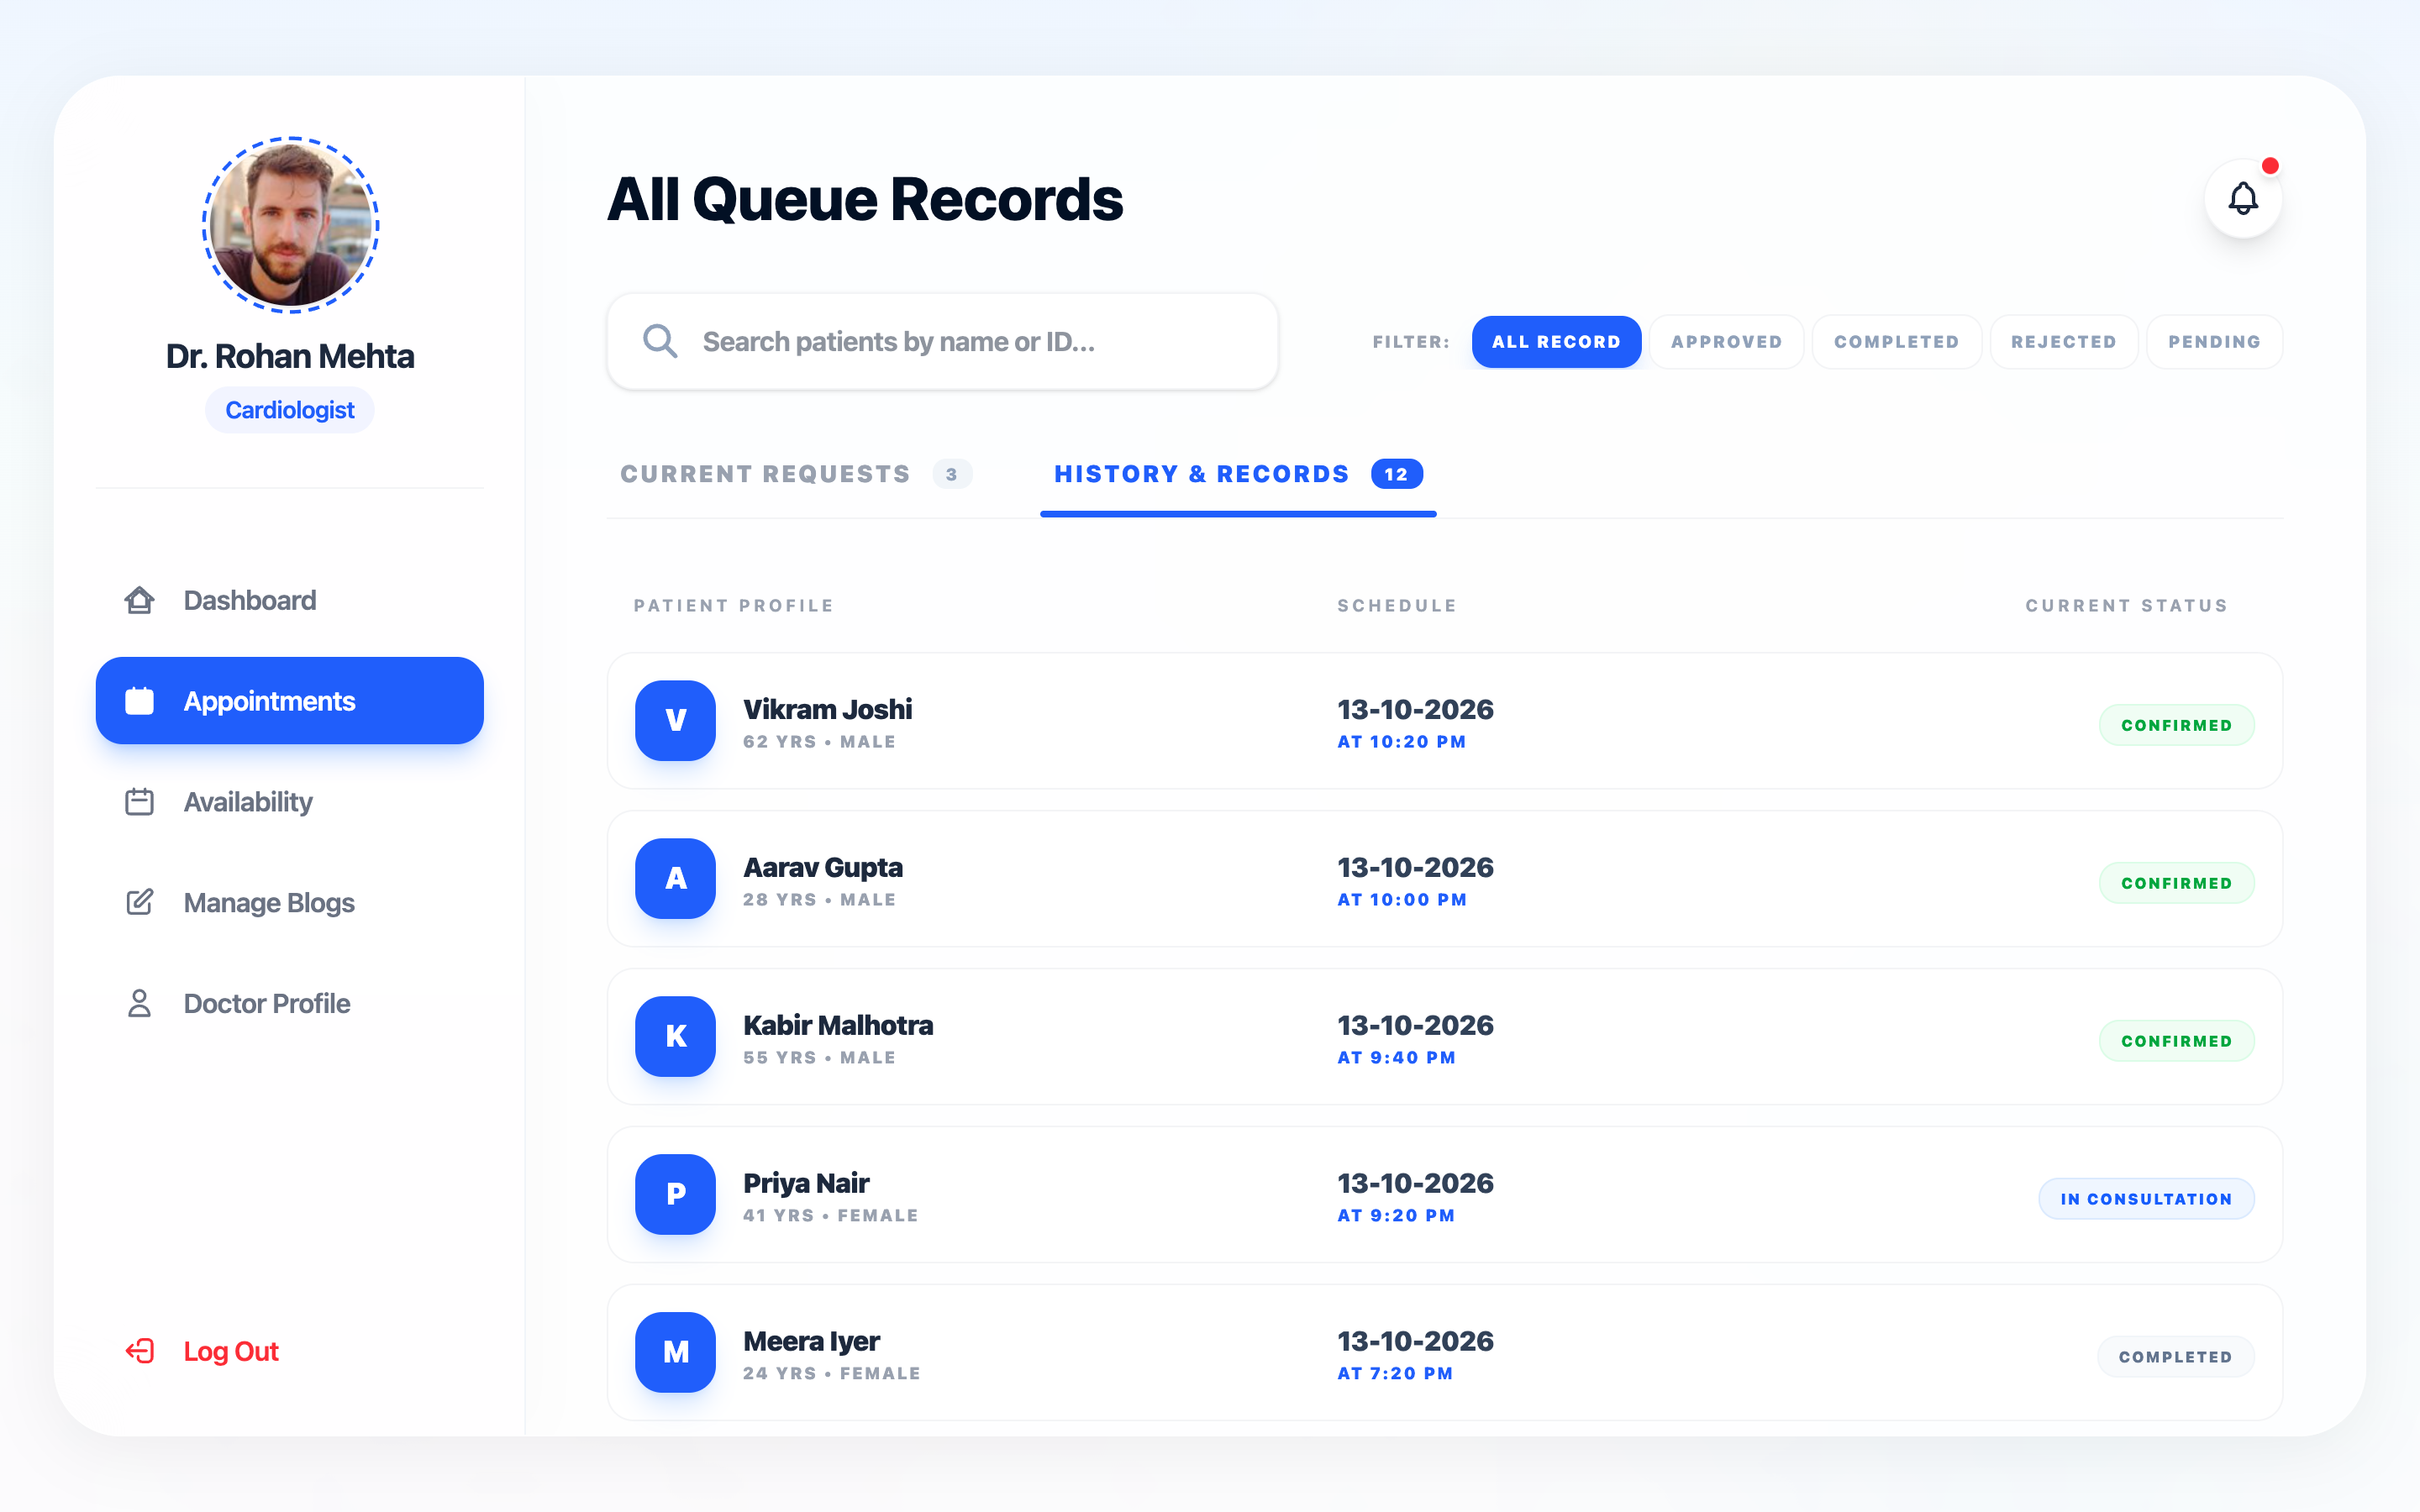 Dr. Rohan Mehta
Cardiologist
Dashboard
Appointments
Availability
Manage Blogs
Doctor Profile
Log Out
All Queue Records
Search patients by name or ID...
FILTER: ALL RECORD APPROVED COMPLETED REJECTED PENDING
CURRENT REQUESTS 3 HISTORY & RECORDS 12
PATIENT PROFILE SCHEDULE CURRENT STATUS
V Vikram Joshi 13-10-2026 CONFIRMED
62 YRS • MALE AT 10:20 PM
A Aarav Gupta 13-10-2026 CONFIRMED
28 YRS • MALE AT 10:00 PM
K Kabir Malhotra 13-10-2026 CONFIRMED
55 YRS • MALE AT 9:40 PM
P Priya Nair 13-10-2026 IN CONSULTATION
41 YRS • FEMALE AT 9:20 PM
M Meera Iyer 13-10-2026 COMPLETED
24 YRS • FEMALE AT 7:20 PM